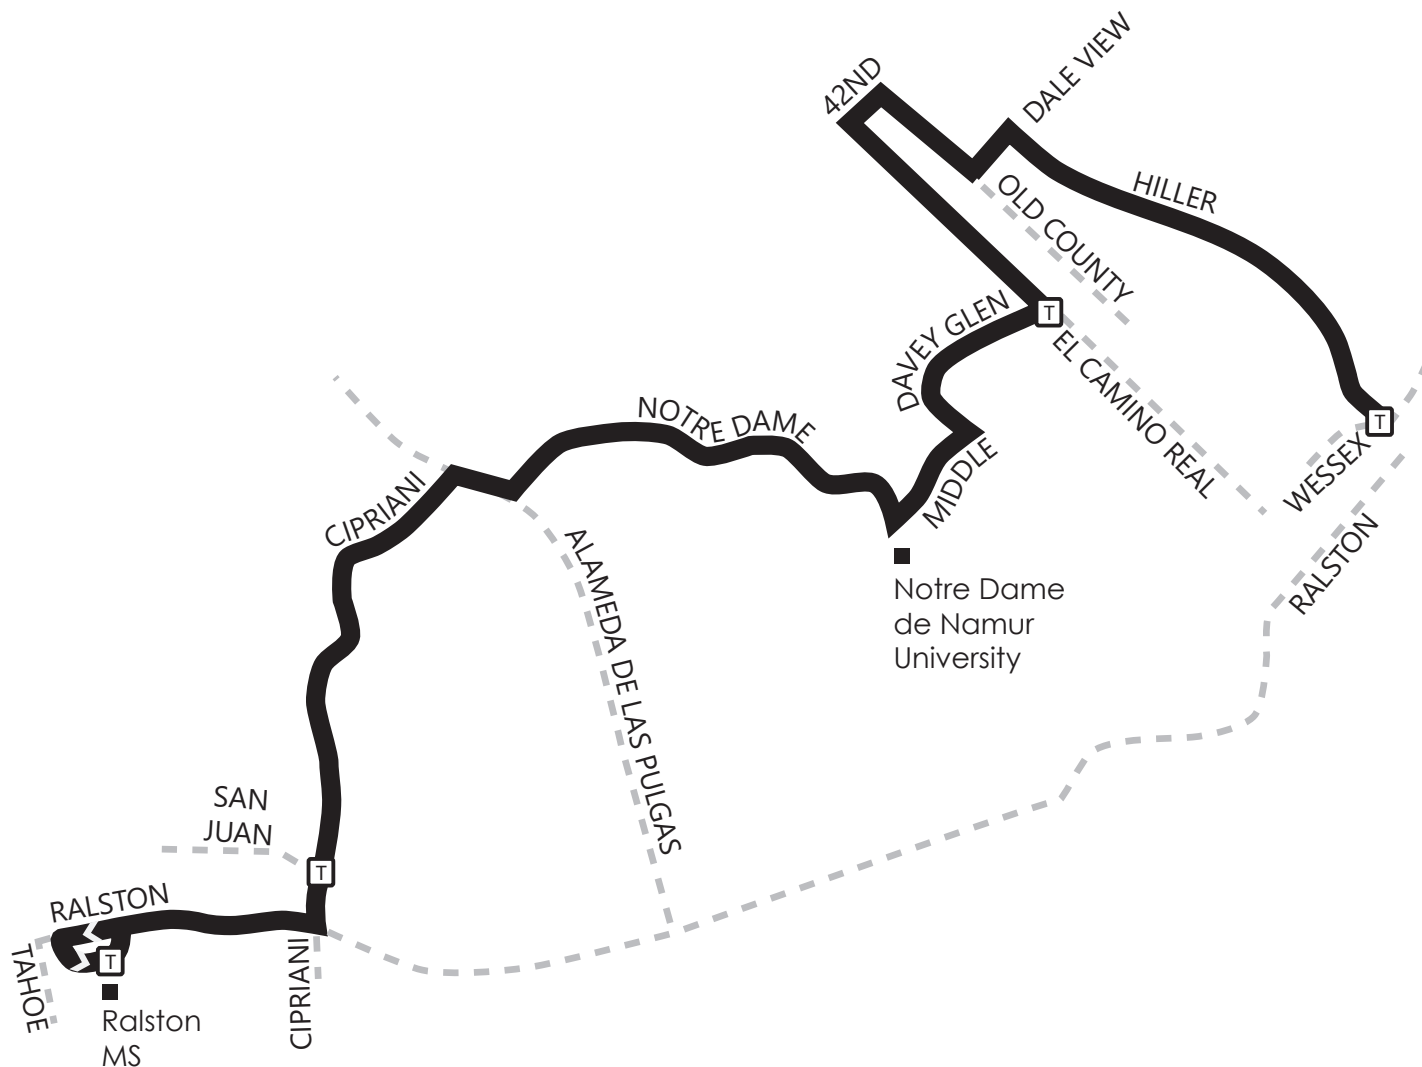 42ND
DALE VIEW
HILLER
OLD COUNTY
DAVEY GLEN
T
EL CAMINO REAL
T
WESSEX
RALSTON
NOTRE DAME
MIDDLE
CIPRIANI
Notre Dame
de Namur
University
ALAMEDA DE LAS PULGAS
SAN
JUAN
T
RALSTON
T
TAHOE
CIPRIANI
Ralston
MS